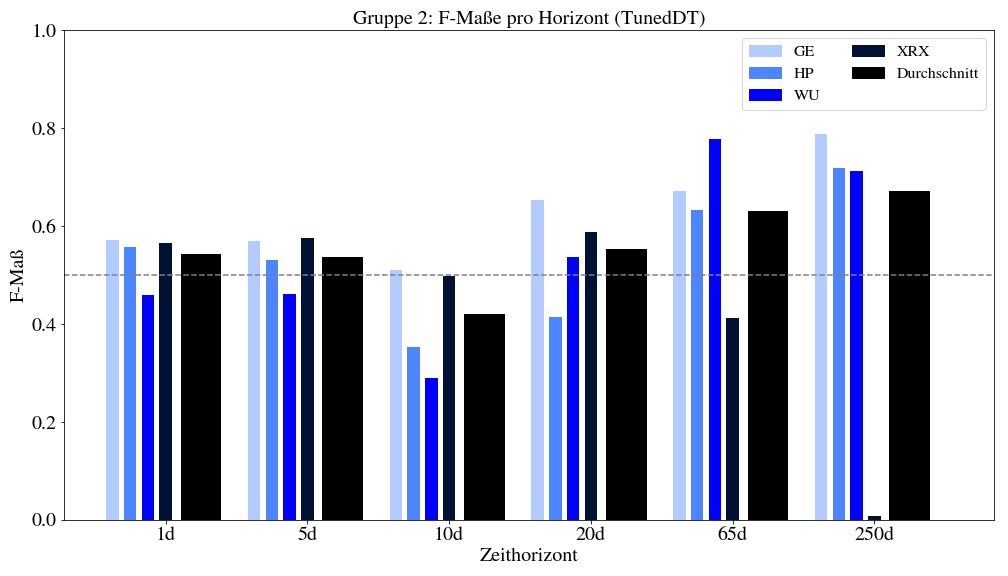 Gruppe 2: F-Maße pro Horizont (TunedDT)
GE
HP
WU
XRX
Durchschnitt
F-Maß
1.0
0.8
0.6
0.4
0.2
0.0
1d 5d 10d 20d 65d 250d
Zeithorizont